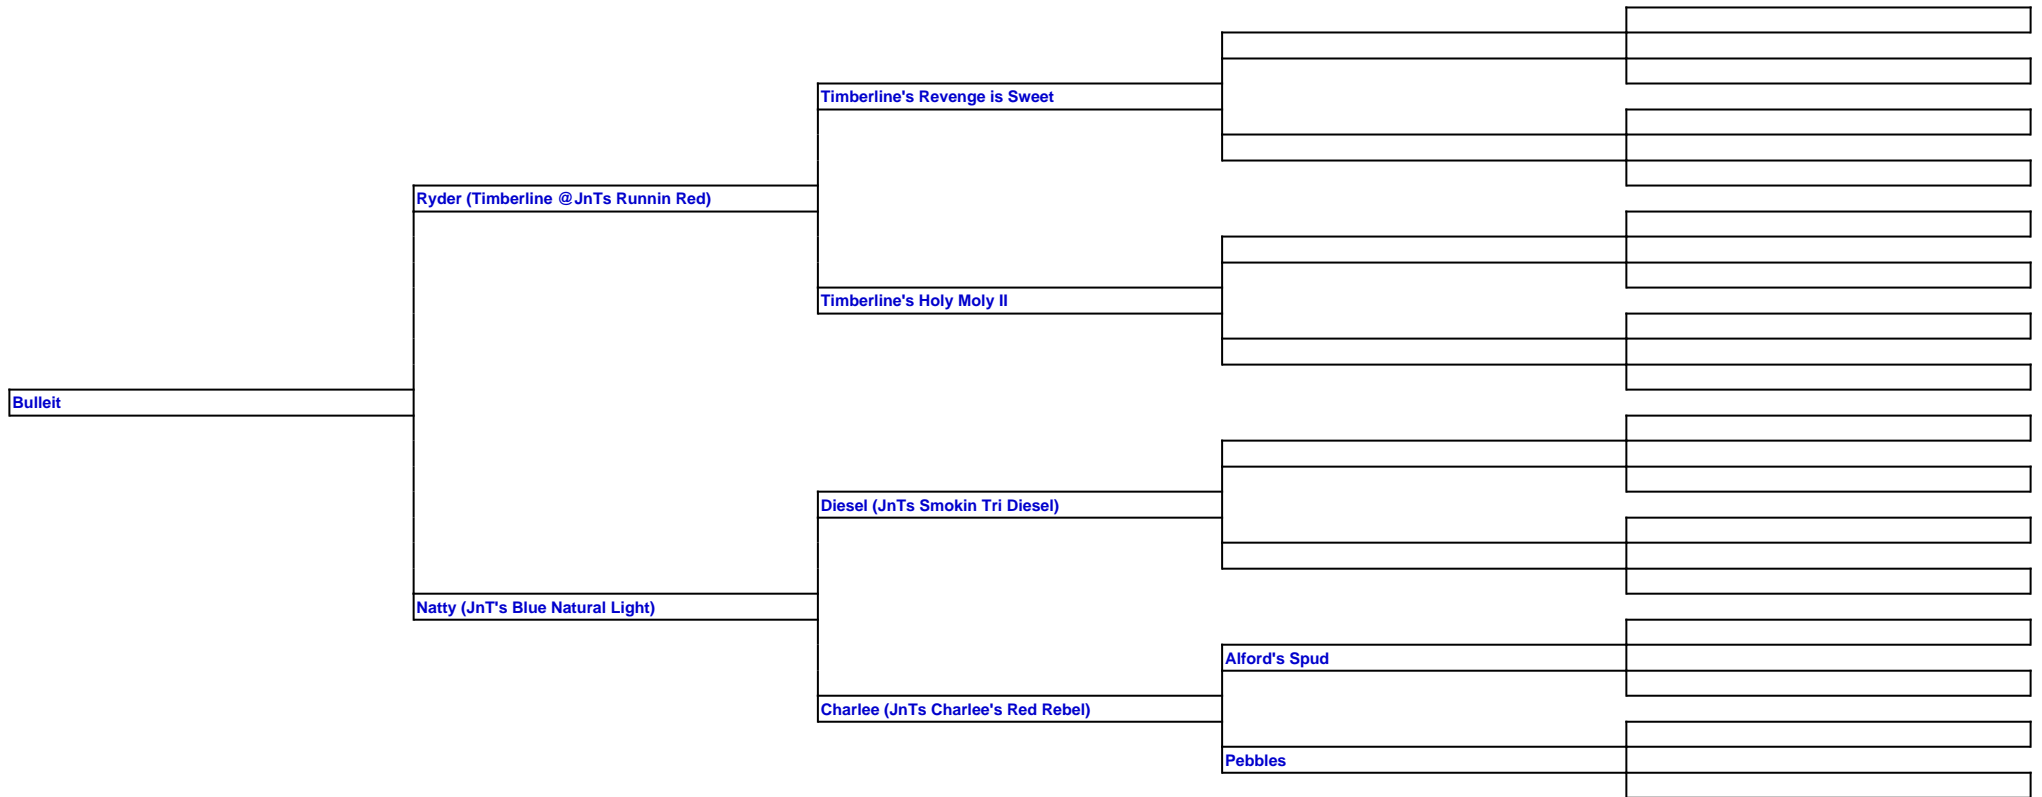 Timberline's Revenge is Sweet
Ryder (Timberline @JnTs Runnin Red)
Timberline's Holy Moly II
Bulleit
Diesel (JnTs Smokin Tri Diesel)
Natty (JnT's Blue Natural Light)
Alford's Spud
Charlee (JnTs Charlee's Red Rebel)
Pebbles